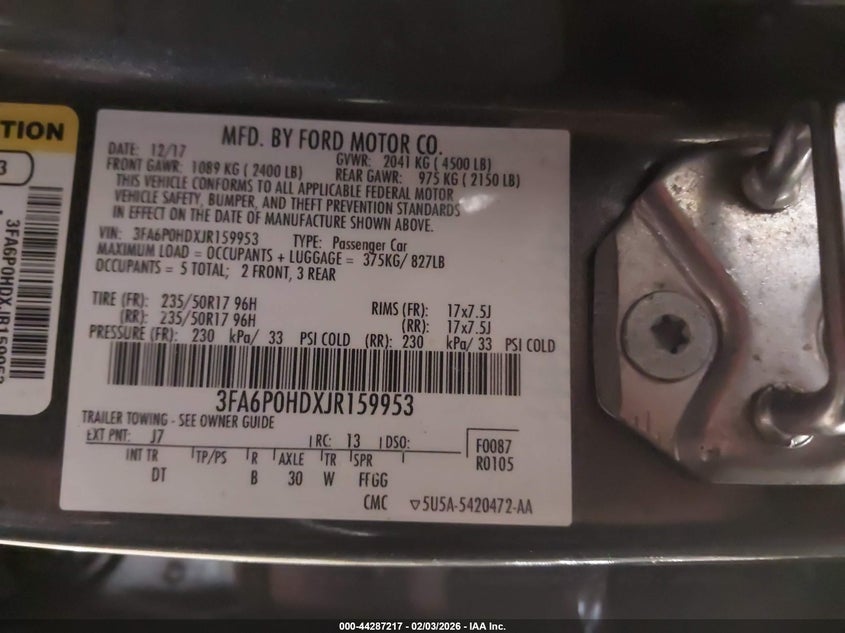 TION
3
3FA6P0HDXJR159953
MFD. BY FORD MOTOR CO.
DATE: 12/17 GVWR: 2041 KG ( 4500 LB)
FRONT GAWR: 1089 KG ( 2400 LB) REAR GAWR: 975 KG ( 2150 LB)
THIS VEHICLE CONFORMS TO ALL APPLICABLE FEDERAL MOTOR
VEHICLE SAFETY, BUMPER, AND THEFT PREVENTION STANDARDS
IN EFFECT ON THE DATE OF MANUFACTURE SHOWN ABOVE.
VIN: 3FA6P0HDXJR159953 TYPE: Passenger Car
MAXIMUM LOAD = OCCUPANTS + LUGGAGE = 375KG/ 827LB
OCCUPANTS = 5 TOTAL; 2 FRONT, 3 REAR
TIRE (FR): 235/50R17 96H RIMS (FR): 17x7.5J
(RR): 235/50R17 96H (RR): 17x7.5J
PRESSURE (FR): 230 kPa/ 33 PSI COLD (RR): 230 kPa/ 33 PSI COLD
3FA6P0HDXJR159953
TRAILER TOWING - SEE OWNER GUIDE
EXT PNT: J7 RC: 13 DSO: F0087
INT TR TP/PS R AXLE TR SPR R0105
DT B 30 W FFGG
CMC ▽5U5A-5420472-AA
000-44287217 - 02/03/2026 - IAA Inc.